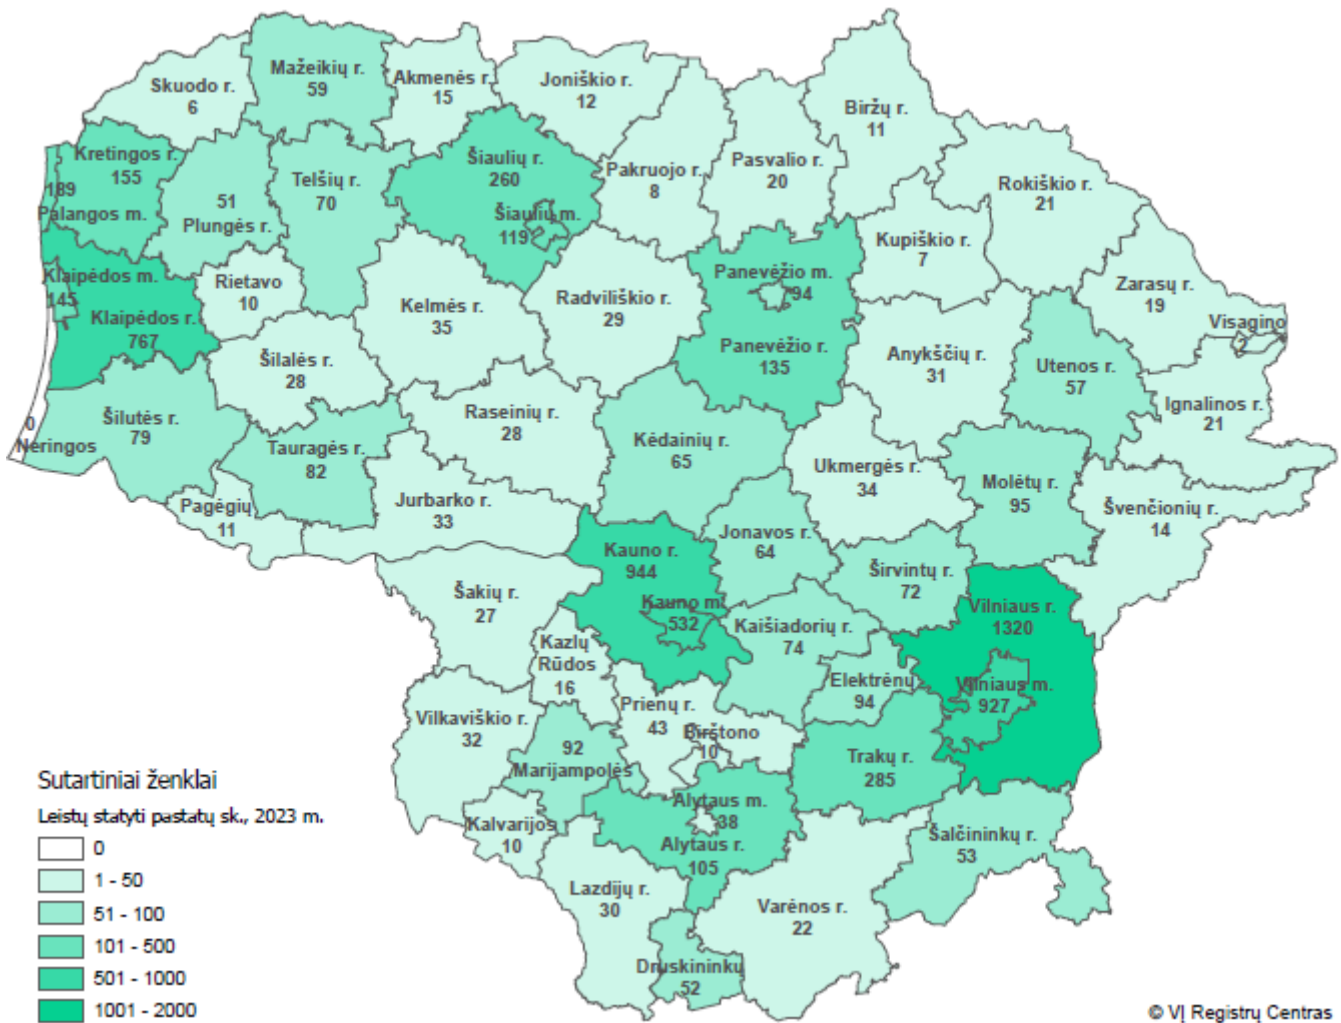 Skuodo r.
6
Mažeikių r.
59
Akmenės r.
15
Joniškio r.
12
Biržų r.
11
Kretingos r.
155
189
Palangos m.
51
Plungės r.
Telšių r.
70
Šiaulių r.
260
Šiaulių m.
119
Pakruojo r.
8
Pasvalio r.
20
Rokiškio r.
21
Kupiškio r.
7
Klaipėdos m.
145
Klaipėdos r.
767
Rietavo
10
Kelmės r.
35
Radviliškio r.
29
Panevėžio m.
94
Panevėžio r.
135
Anykščių r.
31
Utenos r.
57
Zarasų r.
19
Visagino
2
Ignalinos r.
21
Šilalės r.
28
0
Neringos
Šilutės r.
79
Tauragės r.
82
Raseinių r.
28
Kėdainių r.
65
Ukmergės r.
34
Molėtų r.
95
Švenčionių r.
14
Pagėgių
11
Jurbarko r.
33
Kauno r.
944
Kauno m.
532
Jonavos r.
64
Širvintų r.
72
Vilniaus r.
1320
Vilniaus m.
927
Šakių r.
27
Kazlų
Rūdos
16
Kaišiadorių r.
74
Elektrėnų
94
Vilkaviškio r.
32
Prienų r.
43
Birštono
10
92
Marijampolės
Trakų r.
285
Kalvarijos
10
Alytaus m.
38
Alytaus r.
105
Šalčininkų r.
53
Lazdijų r.
30
Varėnos r.
22
Druskininkų
52
Sutartiniai ženklai
Leistų statyti pastatų sk., 2023 m.
0
1 - 50
51 - 100
101 - 500
501 - 1000
1001 - 2000
© VĮ Registrų Centras